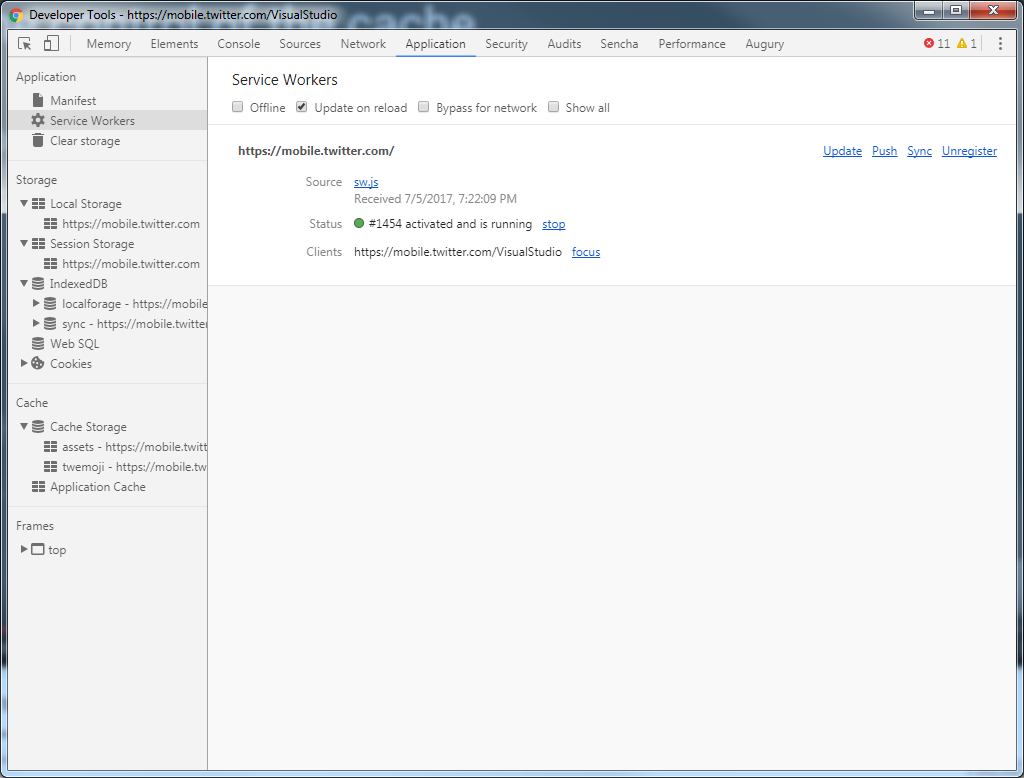 Developer Tools - https://mobile.twitter.com/VisualStudio
cache
Memory Elements Console Sources Network Application Security Audits Sencha Performance Augury 11 1
Application
Manifest
Service Workers
Clear storage
Storage
Local Storage
https://mobile.twitter.com
Session Storage
https://mobile.twitter.com
IndexedDB
localforage - https://mobile
sync - https://mobile.twitter
Web SQL
Cookies
Cache
Cache Storage
assets - https://mobile.twitt
twemoji - https://mobile.tw
Application Cache
Frames
top
Service Workers
Offline Update on reload Bypass for network Show all
https://mobile.twitter.com/ Update Push Sync Unregister
Source sw.js
Received 7/5/2017, 7:22:09 PM
Status #1454 activated and is running stop
Clients https://mobile.twitter.com/VisualStudio focus